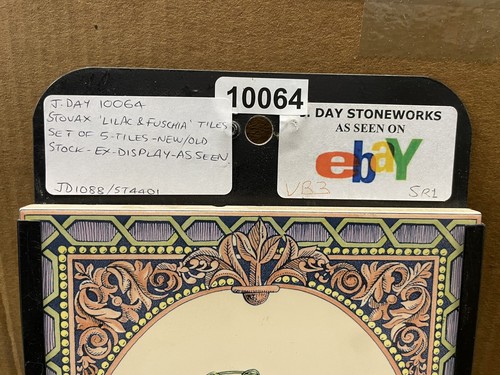 J. DAY 10064
STOVAX 'LILAC & FUSCHIA' TILES
SET OF 5-TILES-NEW/OLD
STOCK-EX-DISPLAY-AS SEEN
JD1088/ST4401
10064
. DAY STONEWORKS
AS SEEN ON
ebay
VB3
SR1